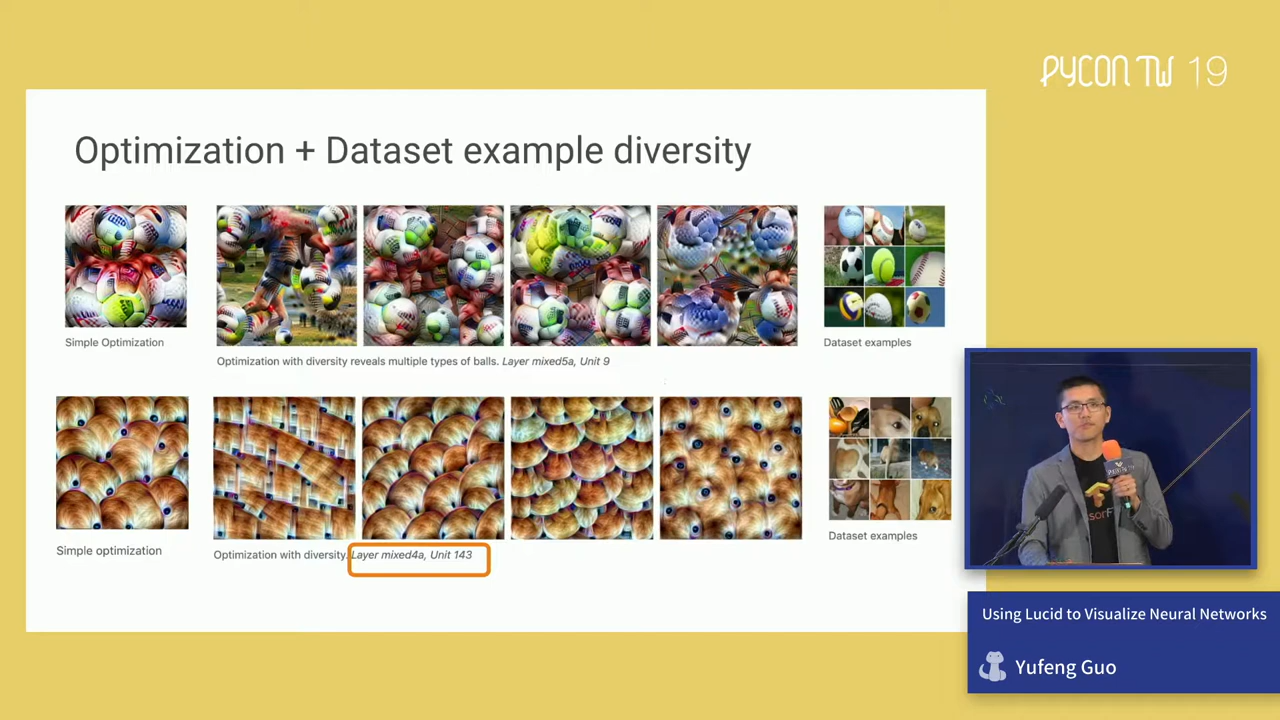 PYCON TW 19
Optimization + Dataset example diversity
Simple Optimization
Optimization with diversity reveals multiple types of balls. Layer mixed5a, Unit 9
Dataset examples
Simple optimization
Optimization with diversity. Layer mixed4a, Unit 143
Dataset examples
Using Lucid to Visualize Neural Networks
Yufeng Guo